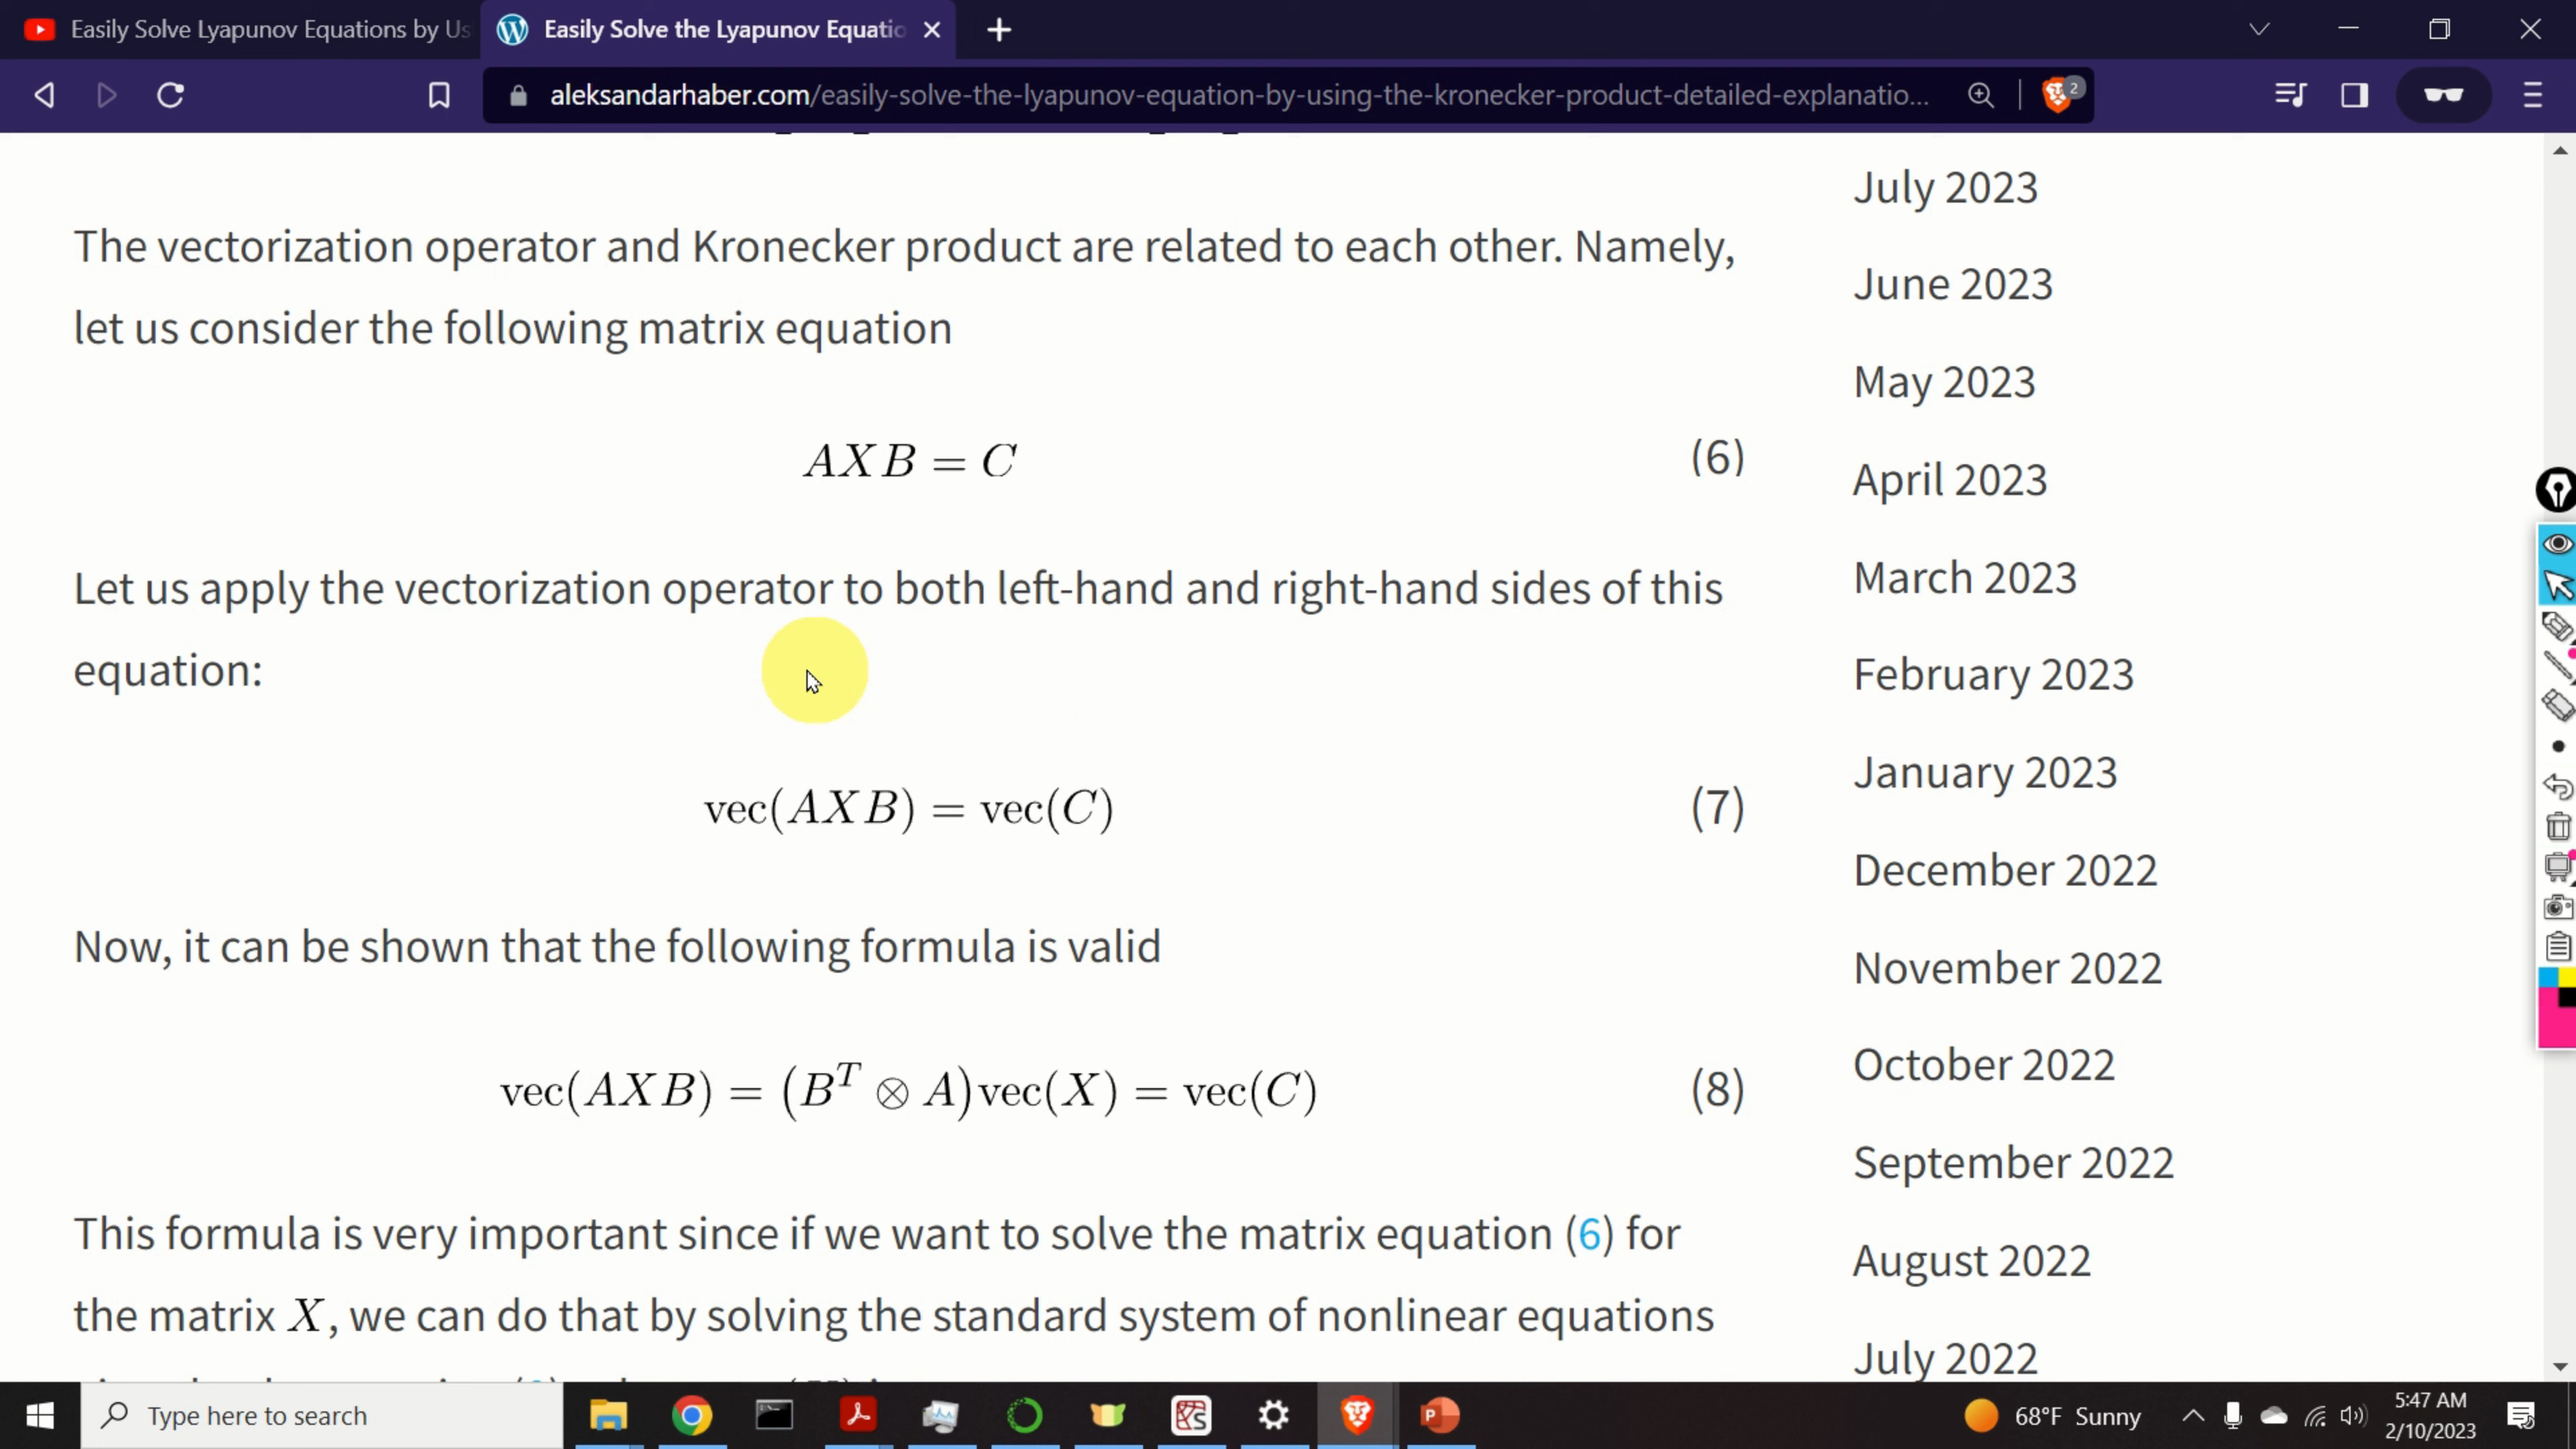 Easily Solve Lyapunov Equations by Us
Easily Solve the Lyapunov Equatio
aleksandarhaber.com/easily-solve-the-lyapunov-equation-by-using-the-kronecker-product-detailed-explanatio...
2
The vectorization operator and Kronecker product are related to each other. Namely,
let us consider the following matrix equation
AXB = C (6)
Let us apply the vectorization operator to both left-hand and right-hand sides of this
equation:
vec(AXB) = vec(C) (7)
Now, it can be shown that the following formula is valid
vec(AXB) = (B^T ⊗ A)vec(X) = vec(C) (8)
This formula is very important since if we want to solve the matrix equation (6) for
the matrix X, we can do that by solving the standard system of nonlinear equations
July 2023
June 2023
May 2023
April 2023
March 2023
February 2023
January 2023
December 2022
November 2022
October 2022
September 2022
August 2022
July 2022
Type here to search
68°F Sunny
5:47 AM
2/10/2023